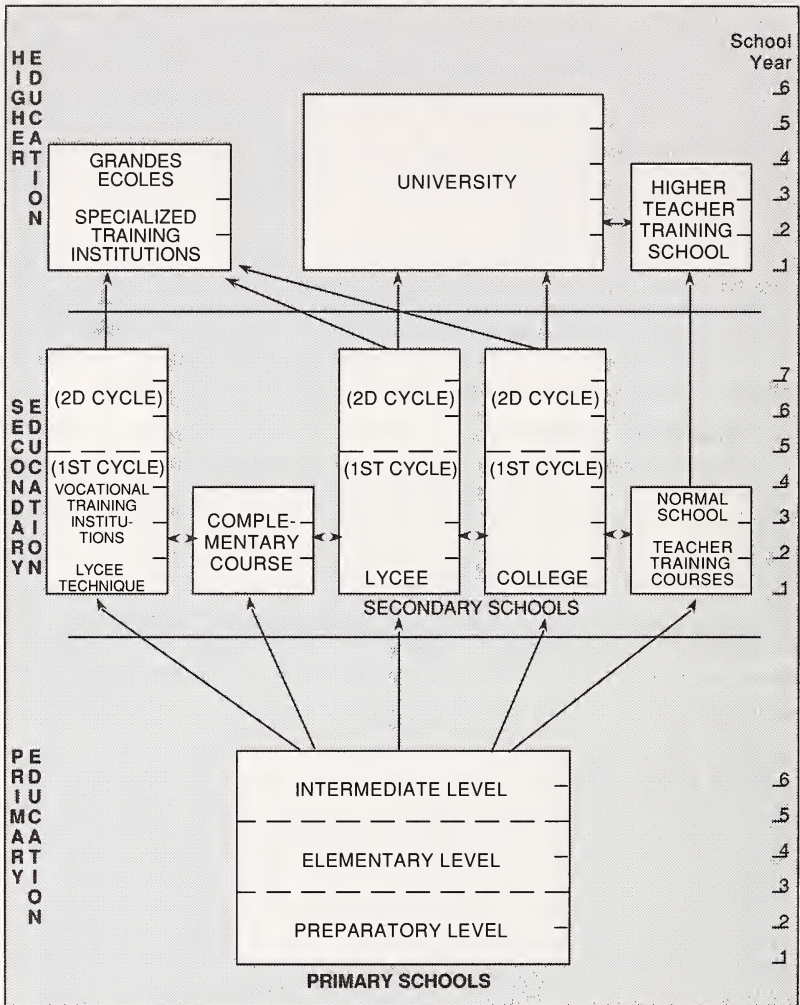 School
Year
HIGHER
EDUCATION
6
5
4
3
2
1
GRANDES
ECOLES
SPECIALIZED
TRAINING
INSTITUTIONS
UNIVERSITY
HIGHER
TEACHER
TRAINING
SCHOOL
SECONDARY
EDUCATION
7
6
5
4
3
2
1
(2D CYCLE)
(1ST CYCLE)
VOCATIONAL
TRAINING
INSTITU-
TIONS
LYCEE
TECHNIQUE
COMPLE-
MENTARY
COURSE
(2D CYCLE)
(1ST CYCLE)
LYCEE
(2D CYCLE)
(1ST CYCLE)
COLLEGE
NORMAL
SCHOOL
TEACHER
TRAINING
COURSES
SECONDARY SCHOOLS
PRIMARY
EDUCATION
6
5
4
3
2
1
INTERMEDIATE LEVEL
ELEMENTARY LEVEL
PREPARATORY LEVEL
PRIMARY SCHOOLS